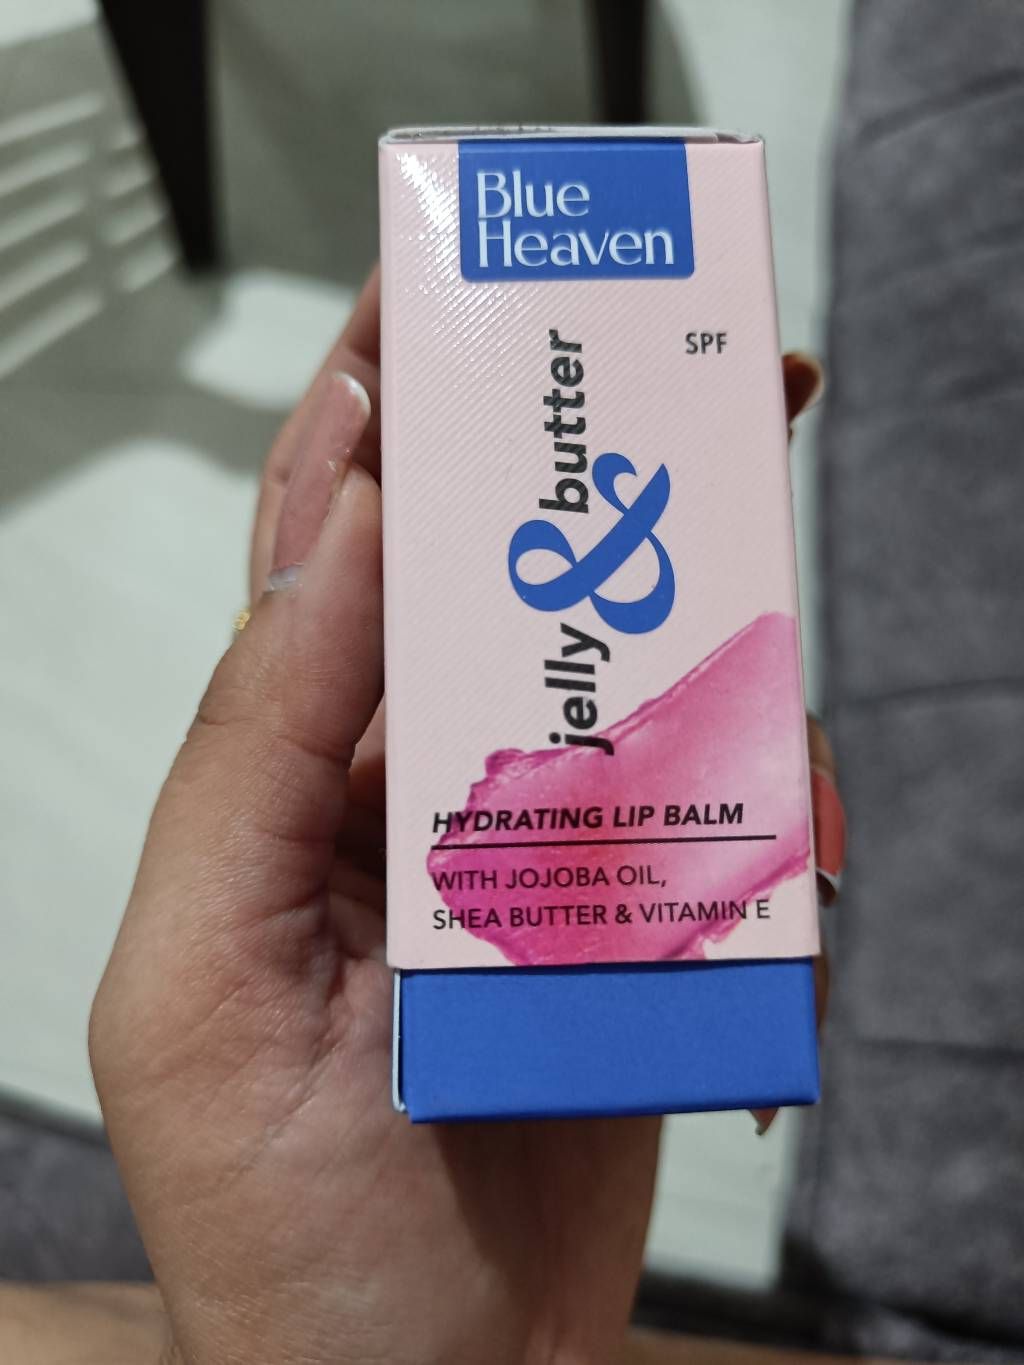 Blue
Heaven
SPF
jelly & butter
HYDRATING LIP BALM
WITH JOJOBA OIL,
SHEA BUTTER & VITAMIN E